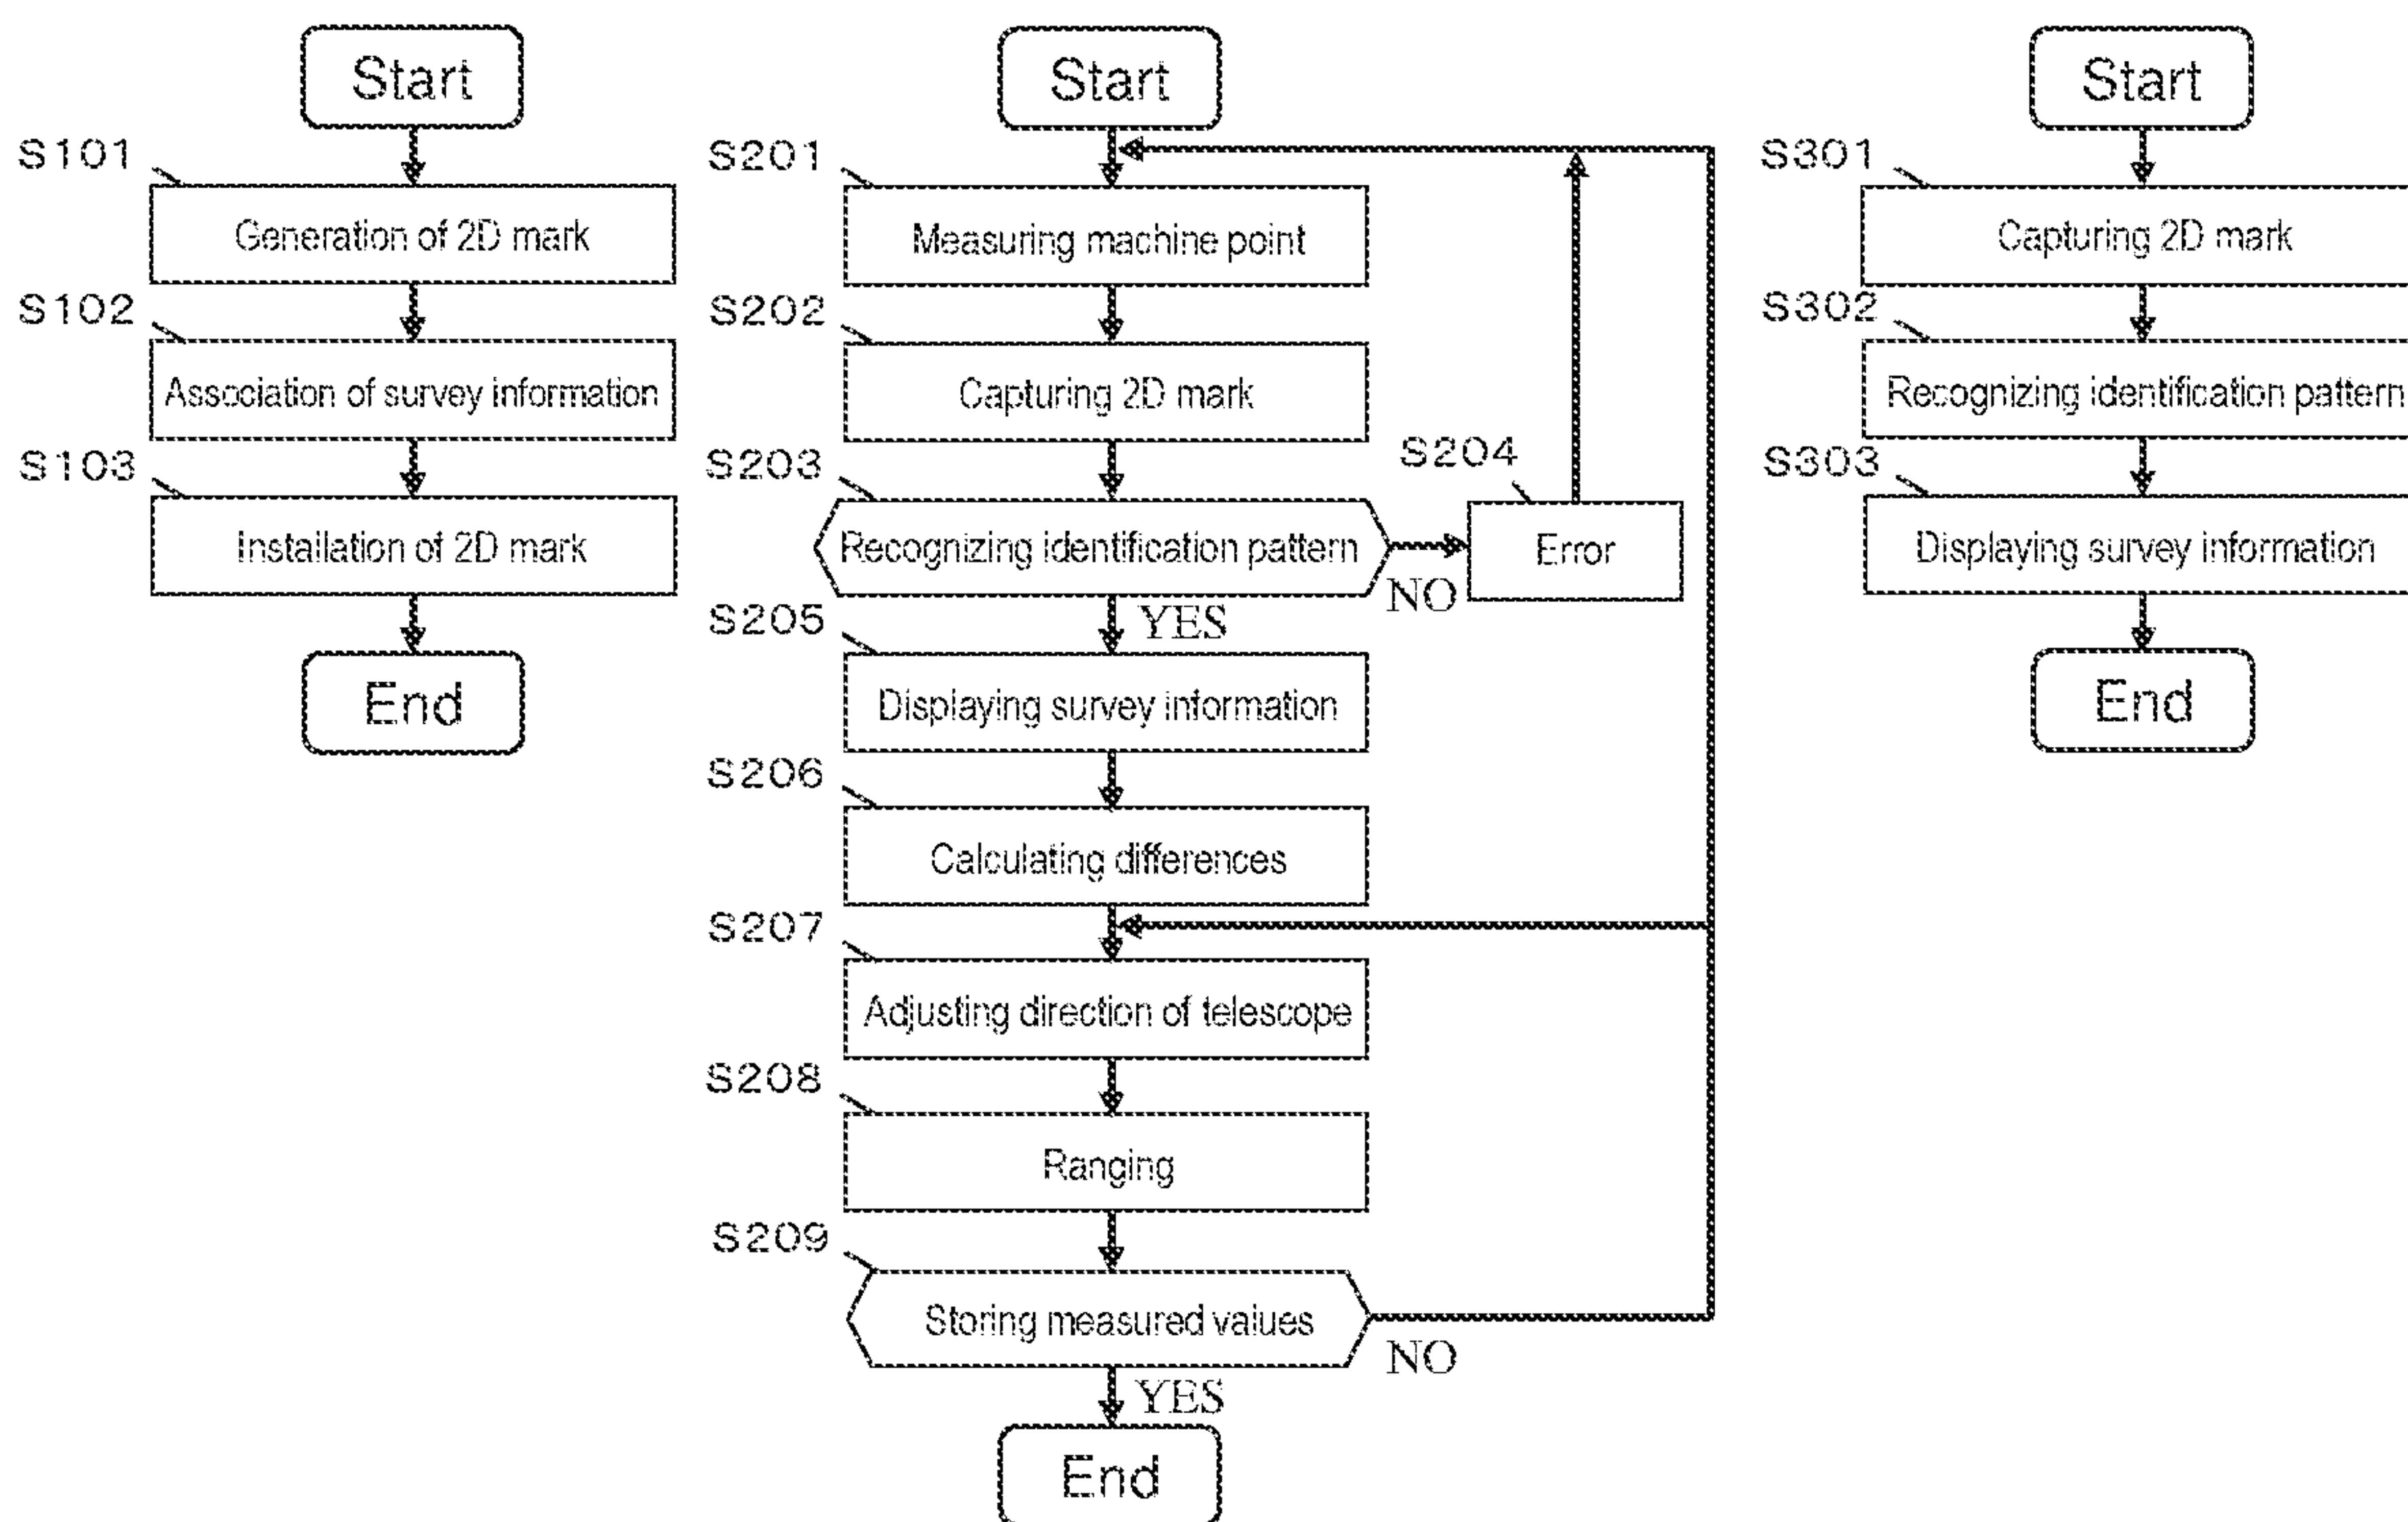 Start
S101
Generation of 2D mark
S102
Association of survey information
S103
Installation of 2D mark
End
Start
S201
Measuring machine point
S202
Capturing 2D mark
S203
Recognizing identification pattern
NO
S204
Error
YES
S205
Displaying survey information
S206
Calculating differences
S207
Adjusting direction of telescope
S208
Ranging
S209
Storing measured values
NO
YES
End
Start
S301
Capturing 2D mark
S302
Recognizing identification pattern
S303
Displaying survey information
End